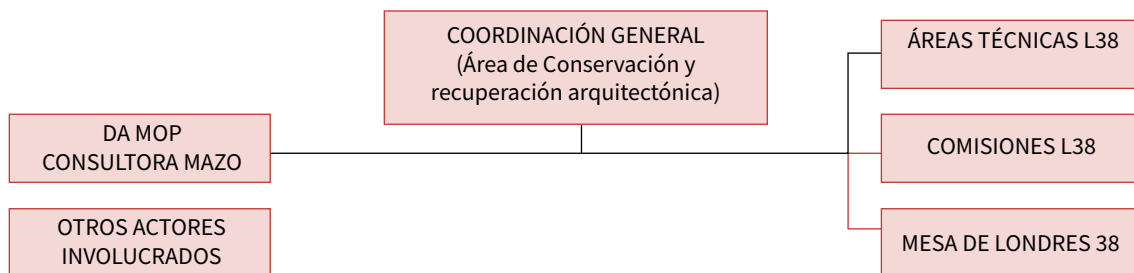 COORDINACIÓN GENERAL
(Área de Conservación y
recuperación arquitectónica)
DA MOP
CONSULTORA MAZO
OTROS ACTORES
INVOLUCRADOS
ÁREAS TÉCNICAS L38
COMISIONES L38
MESA DE LONDRES 38